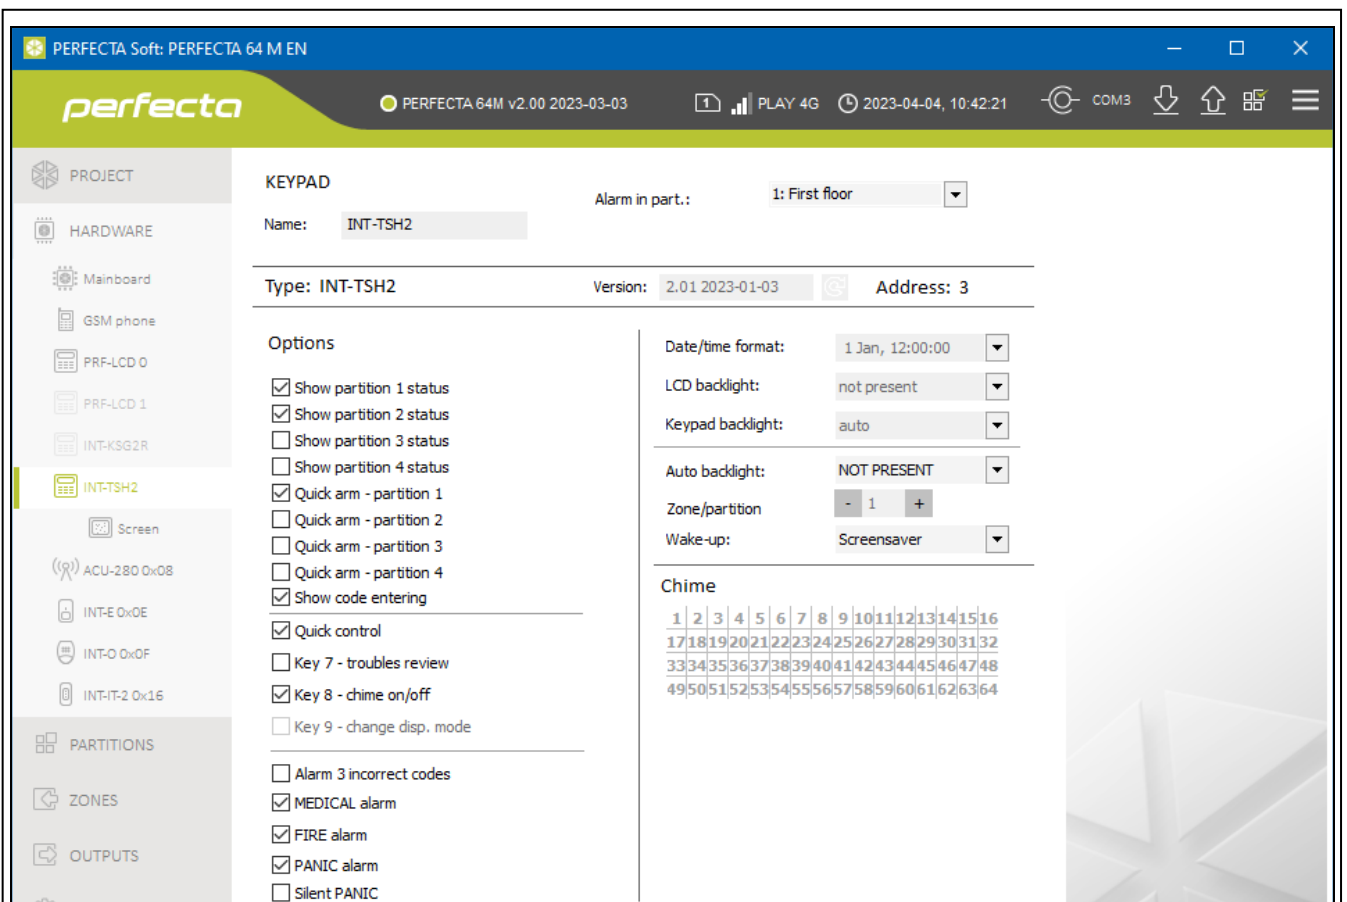 PERFECTA Soft: PERFECTA 64 M EN
perfecta
PERFECTA 64M v2.00 2023-03-03
1 PLAY 4G 2023-04-04, 10:42:21 COM3
PROJECT
HARDWARE
Mainboard
GSM phone
PRF-LCD 0
PRF-LCD 1
INT-KSG2R
INT-TSH2
Screen
ACU-280 0x08
INT-E 0x0E
INT-O 0x0F
INT-IT-2 0x16
PARTITIONS
ZONES
OUTPUTS
KEYPAD
Name: INT-TSH2
Alarm in part.: 1: First floor
Type: INT-TSH2 Version: 2.01 2023-01-03 Address: 3
Options
Show partition 1 status
Show partition 2 status
Show partition 3 status
Show partition 4 status
Quick arm - partition 1
Quick arm - partition 2
Quick arm - partition 3
Quick arm - partition 4
Show code entering
Quick control
Key 7 - troubles review
Key 8 - chime on/off
Key 9 - change disp. mode
Alarm 3 incorrect codes
MEDICAL alarm
FIRE alarm
PANIC alarm
Silent PANIC
Date/time format: 1 Jan, 12:00:00
LCD backlight: not present
Keypad backlight: auto
Auto backlight: NOT PRESENT
Zone/partition - 1 +
Wake-up: Screensaver
Chime
1 2 3 4 5 6 7 8 9 10 11 12 13 14 15 16
17 18 19 20 21 22 23 24 25 26 27 28 29 30 31 32
33 34 35 36 37 38 39 40 41 42 43 44 45 46 47 48
49 50 51 52 53 54 55 56 57 58 59 60 61 62 63 64